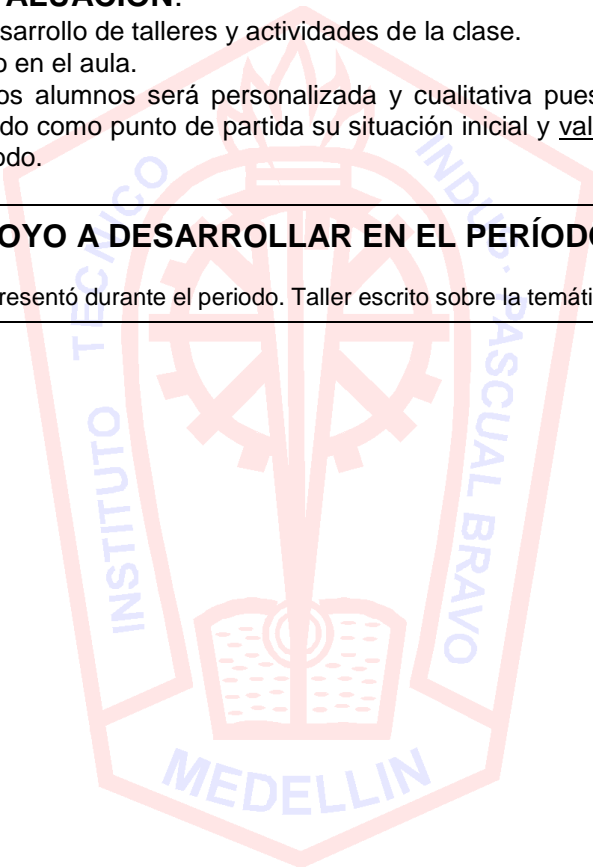 ALUACIÓN:
sarrollo de talleres y actividades de la clase.
o en el aula.
os alumnos será personalizada y cualitativa pues
do como punto de partida su situación inicial y val
odo.
OYO A DESARROLLAR EN EL PERÍODO
resentó durante el periodo. Taller escrito sobre la temáti
INSTITUTO TECNICO
INDUS. PASCUAL BRAVO
MEDELLIN